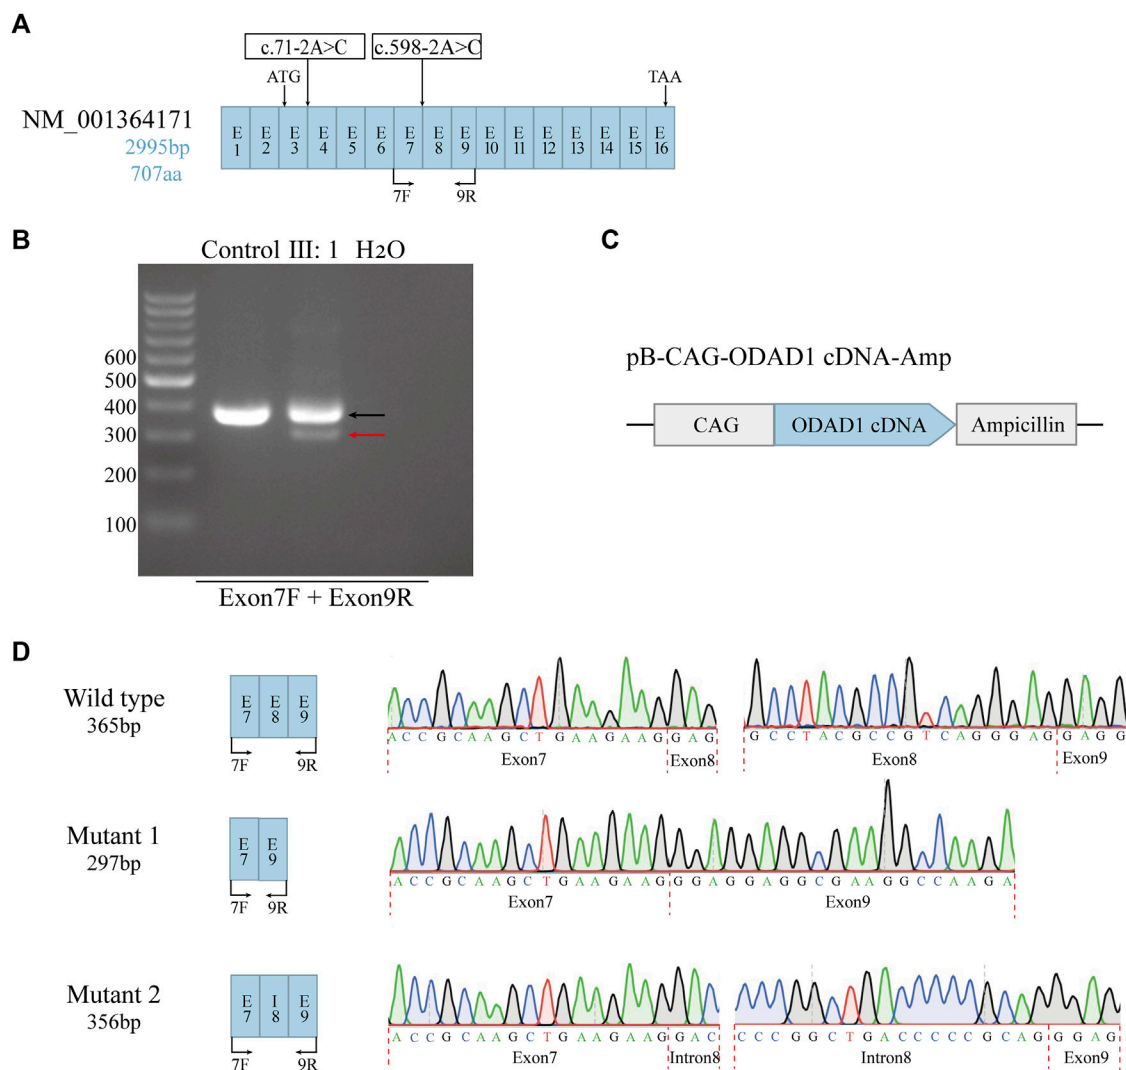 A
c.71-2A>C
c.598-2A>C
ATG
TAA
NM_001364171
2995bp
707aa
E 1
E 2
E 3
E 4
E 5
E 6
E 7
E 8
E 9
E 10
E 11
E 12
E 13
E 14
E 15
E 16
7F
9R
B
Control III: 1 H2O
600
500
400
300
200
100
Exon7F + Exon9R
C
pB-CAG-ODAD1 cDNA-Amp
CAG
ODAD1 cDNA
Ampicillin
D
Wild type
365bp
E 7
E 8
E 9
7F
9R
A C C G C A A G C T G A A G A A G G A G
Exon7
Exon8
G C C T A C G C C G T C A G G G A G G A G G
Exon8
Exon9
Mutant 1
297bp
E 7
E 9
7F
9R
A C C G C A A G C T G A A G A A G G G A G G A G G C G A A G G C C A A G A
Exon7
Exon9
Mutant 2
356bp
E 7
I 8
E 9
7F
9R
A C C G C A A G C T G A A G A A G G A C
Exon7
Intron8
C C C G G C T G A C C C C C G C A G G G A G
Intron8
Exon9